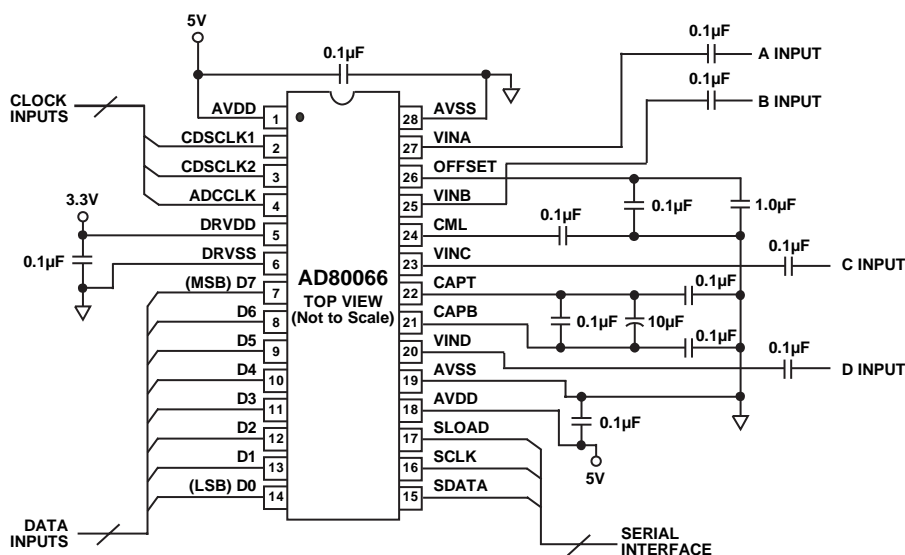 5V
0.1µF
0.1µF
A INPUT
0.1µF
B INPUT
CLOCK
INPUTS
AVDD 1
28 AVSS
CDSCLK1 2
27 VINA
CDSCLK2 3
26 OFFSET
ADCCLK 4
25 VINB
3.3V
0.1µF
1.0µF
DRVDD 5
24 CML
0.1µF
0.1µF
DRVSS 6
23 VINC
0.1µF
C INPUT
AD80066
TOP VIEW
(Not to Scale)
(MSB) D7 7
22 CAPT
0.1µF
D6 8
21 CAPB
0.1µF
10µF
0.1µF
D5 9
20 VIND
0.1µF
D INPUT
D4 10
19 AVSS
D3 11
18 AVDD
0.1µF
D2 12
17 SLOAD
5V
D1 13
16 SCLK
(LSB) D0 14
15 SDATA
DATA
INPUTS
SERIAL
INTERFACE